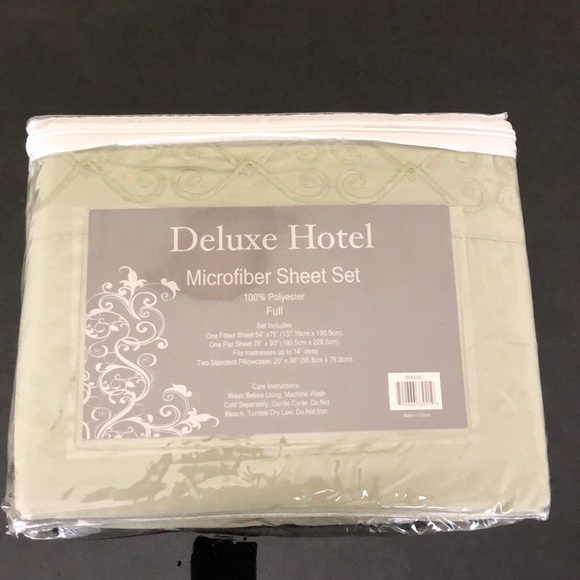 Deluxe Hotel
Microfiber Sheet Set
100% Polyester
Full
Set Includes:
One Fitted Sheet 54" x75" (137.16cm x 190.5cm).
One Flat Sheet 75" x 90" (190.5cm x 228.6cm).
Fits mattresses up to 14" deep
Two Standard Pillowcases 20" x 30" (50.8cm x 76.2cm).
Care Instructions:
Wash Before Using, Machine Wash
Cold Separately. Gentle Cycle. Do Not
Bleach, Tumble Dry Low, Do Not Iron
SAGE
Made in China